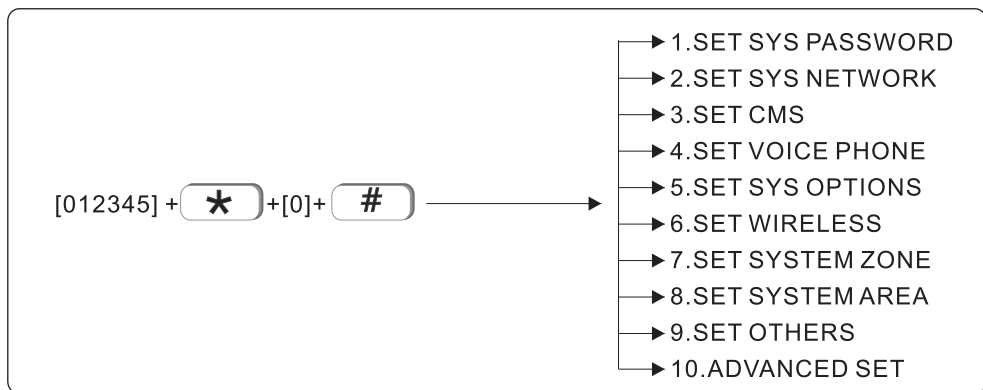 1.SET SYS PASSWORD
2.SET SYS NETWORK
3.SET CMS
4.SET VOICE PHONE
[012345] + * +[0]+ #
5.SET SYS OPTIONS
6.SET WIRELESS
7.SET SYSTEM ZONE
8.SET SYSTEM AREA
9.SET OTHERS
10.ADVANCED SET